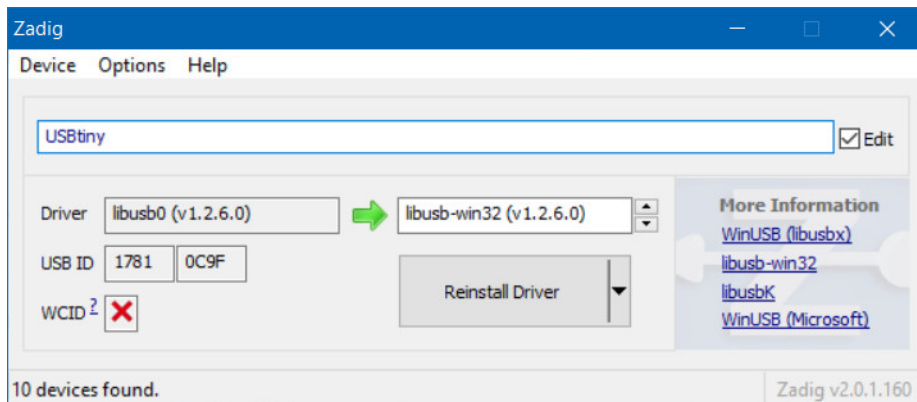 Zadig
Device Options Help
USBtiny
Edit
Driver libusb0 (v1.2.6.0) libusb-win32 (v1.2.6.0)
USB ID 1781 0C9F
WCID ?
Reinstall Driver
More Information
WinUSB (libusbx)
libusb-win32
libusbK
WinUSB (Microsoft)
10 devices found.
Zadig v2.0.1.160